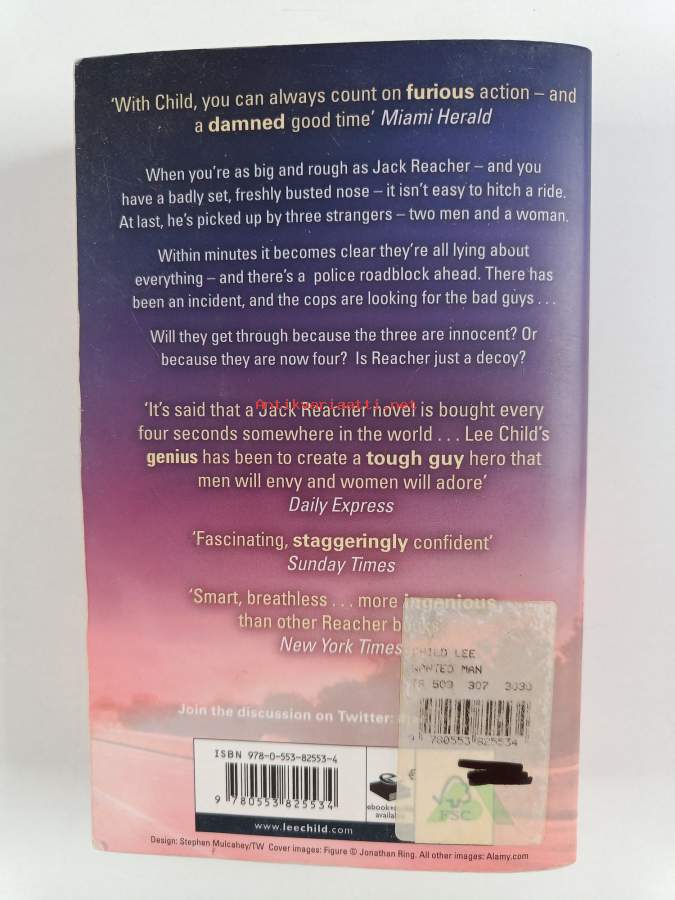 ‘With Child, you can always count on furious action – and
a damned good time’ Miami Herald
When you're as big and rough as Jack Reacher – and you
have a badly set, freshly busted nose – it isn't easy to hitch a ride.
At last, he's picked up by three strangers – two men and a woman.
Within minutes it becomes clear they're all lying about
everything – and there's a police roadblock ahead. There has
been an incident, and the cops are looking for the bad guys . . .
Will they get through because the three are innocent? Or
because they are now four? Is Reacher just a decoy?
Antikvariaatti.net
‘It's said that a Jack Reacher novel is bought every
four seconds somewhere in the world . . . Lee Child's
genius has been to create a tough guy hero that
men will envy and women will adore’
Daily Express
‘Fascinating, staggeringly confident’
Sunday Times
‘Smart, breathless . . . more ingenious
than other Reacher
New York Times
CHILD LEE
WANTED MAN
503 307 3030
9 780553 825534
FSC
Join the discussion on Twitter:
ISBN 978-0-553-82553-4
9 780553 825534
www.leechild.com
Design: Stephen Mulcahey/TW Cover images: Figure © Jonathan Ring. All other images: Alamy.com